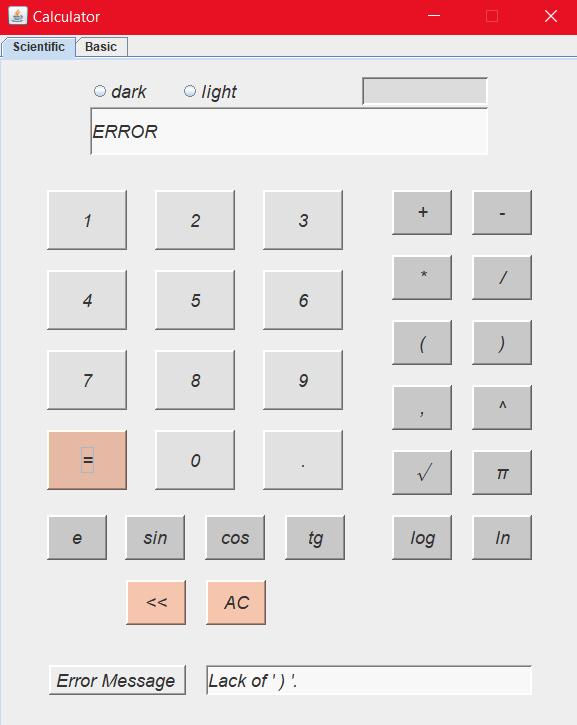 Calculator
Scientific Basic
dark light
ERROR
1 2 3 + -
4 5 6 * /
7 8 9 ( )
= 0 . , ^
√ π
e sin cos tg log ln
<< AC
Error Message Lack of ' ) '.